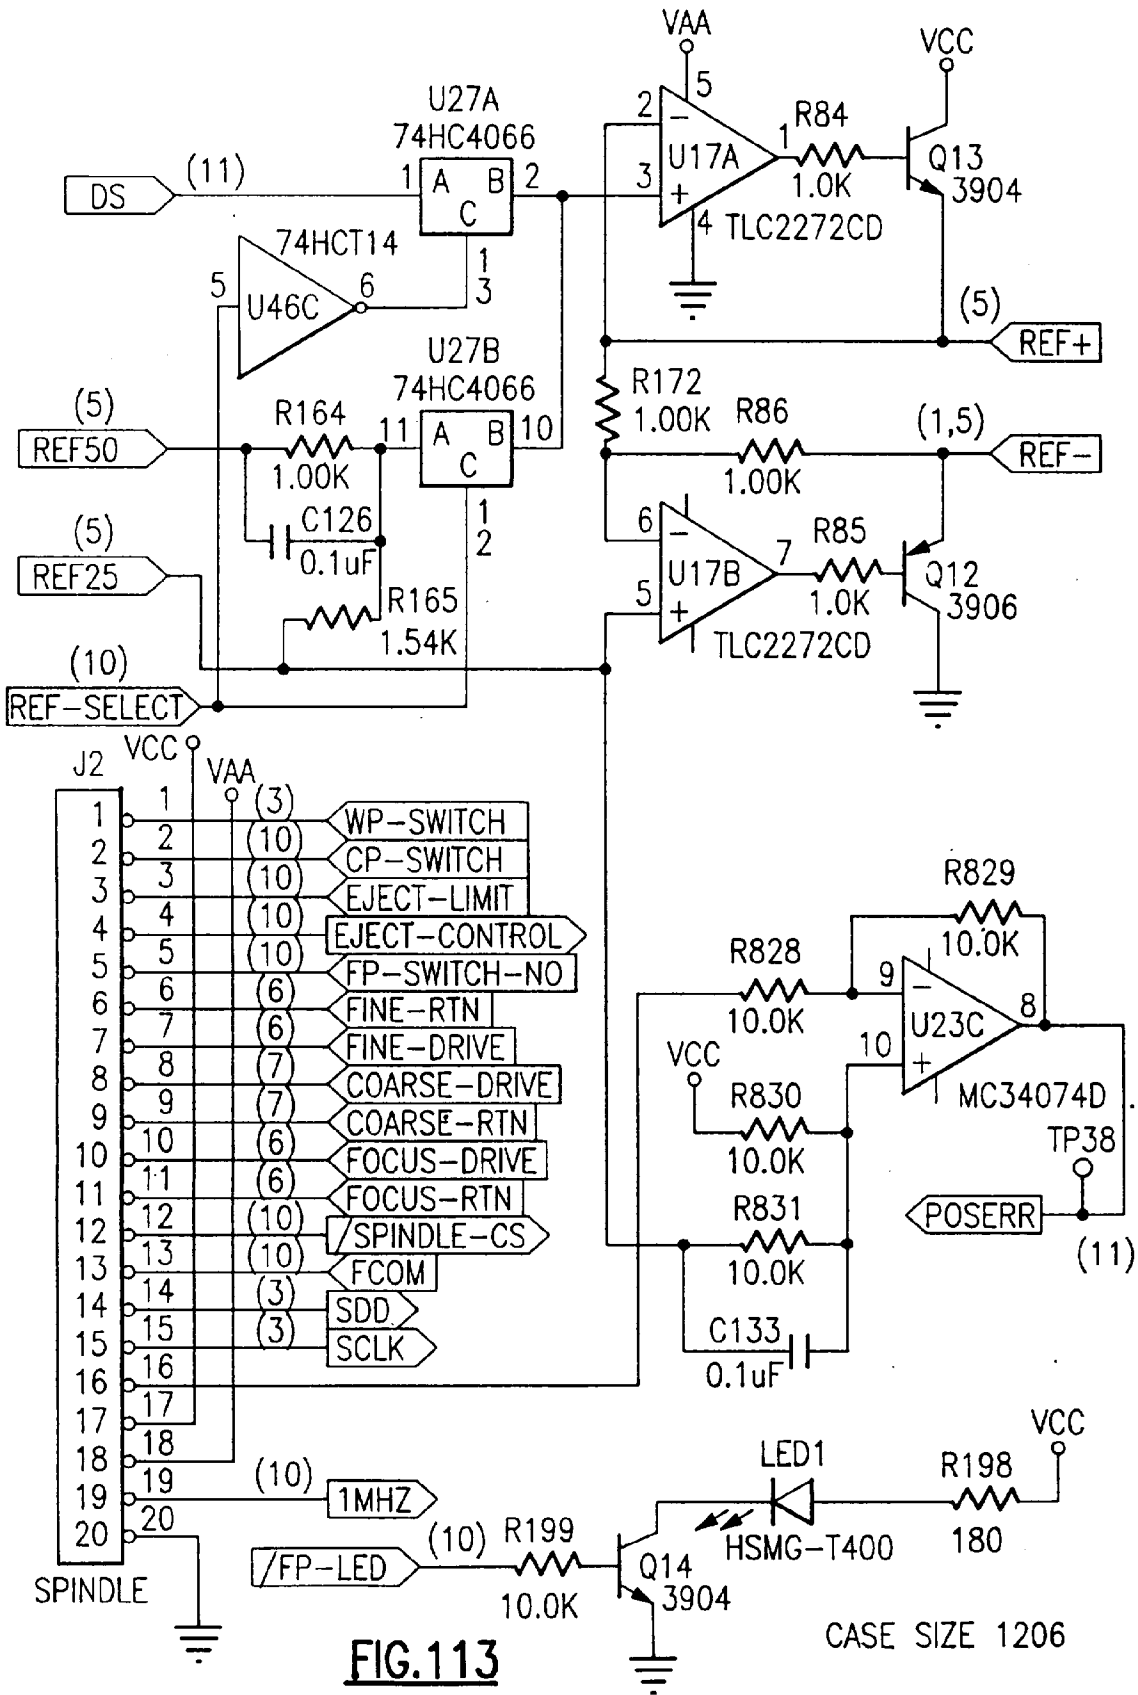 VAA
VCC
U27A
74HC4066
5
2
−
1
R84
U17A
1.0K
Q13
3904
(11)
DS
1
A
B
C
2
3
+
4
TLC2272CD
74HCT14
1
3
5
U46C
6
(5)
REF+
U27B
74HC4066
R172
1.00K
R86
1.00K
(1,5)
REF−
(5)
REF50
R164
1.00K
11
A
B
C
10
1
2
C126
0.1uF
(5)
REF25
R165
1.54K
6
−
U17B
5
+
7
R85
1.0K
Q12
3906
TLC2272CD
(10)
REF−SELECT
VCC
VAA
J2
1 1 (3) WP−SWITCH
2 2 (10) CP−SWITCH
3 3 (10) EJECT−LIMIT
4 4 (10) EJECT−CONTROL
5 5 (10) FP−SWITCH−NO
6 6 (6) FINE−RTN
7 7 (6) FINE−DRIVE
8 8 (7) COARSE−DRIVE
9 9 (7) COARSE−RTN
10 10 (6) FOCUS−DRIVE
11 11 (6) FOCUS−RTN
12 12 (10) /SPINDLE−CS
13 13 (10) FCOM
14 14 (3) SDD
15 15 (3) SCLK
16 16
17 17
18 18
19 19 (10) 1MHZ
20 20
SPINDLE
R829
10.0K
R828
10.0K
9
−
U23C
8
10
+
MC34074D
VCC
R830
10.0K
TP38
R831
10.0K
POSERR
(11)
C133
0.1uF
VCC
LED1
HSMG−T400
R198
180
/FP−LED
(10)
R199
10.0K
Q14
3904
CASE SIZE 1206
FIG.113